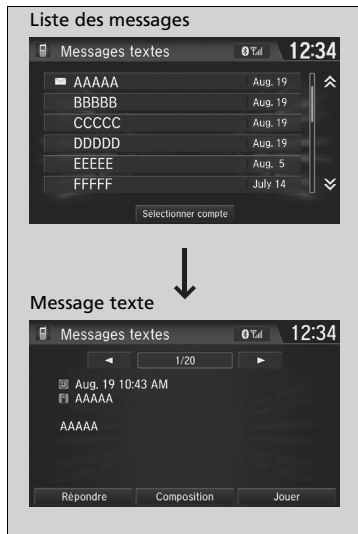 Liste des messages
Messages textes 12:34
AAAAA Aug. 19
BBBBB Aug. 19
CCCCC Aug. 19
DDDDD Aug. 19
EEEEE Aug. 5
FFFFF July 14
Sélectionner compte
Message texte
Messages textes 12:34
1/20
Aug. 19 10:43 AM
AAAAA
AAAAA
Répondre Composition Jouer